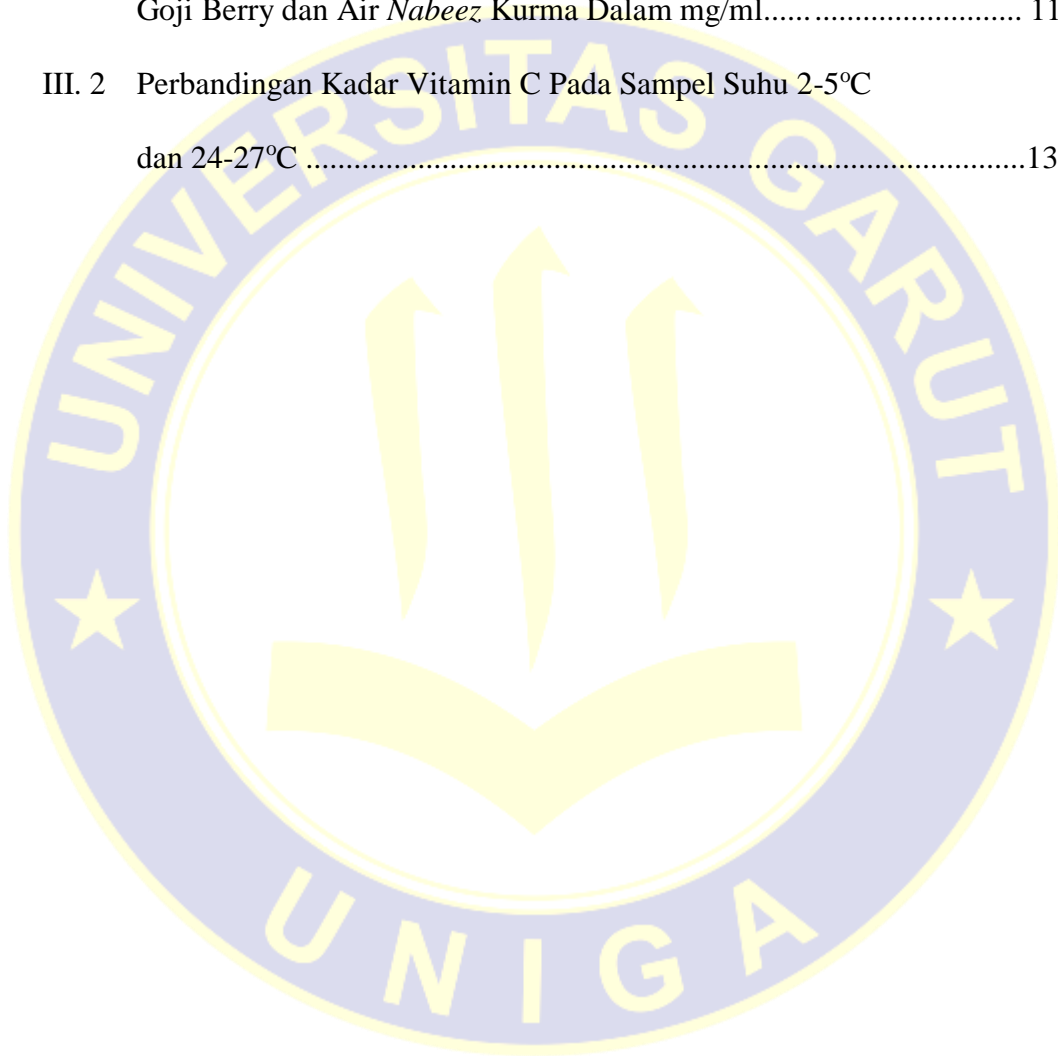 Goji Berry dan Air Nabeez Kurma Dalam mg/ml............................... 11
III. 2 Perbandingan Kadar Vitamin C Pada Sampel Suhu 2-5ºC
dan 24-27ºC ...............................................................................................13
UNIVERSITAS GARUT
UNIGA